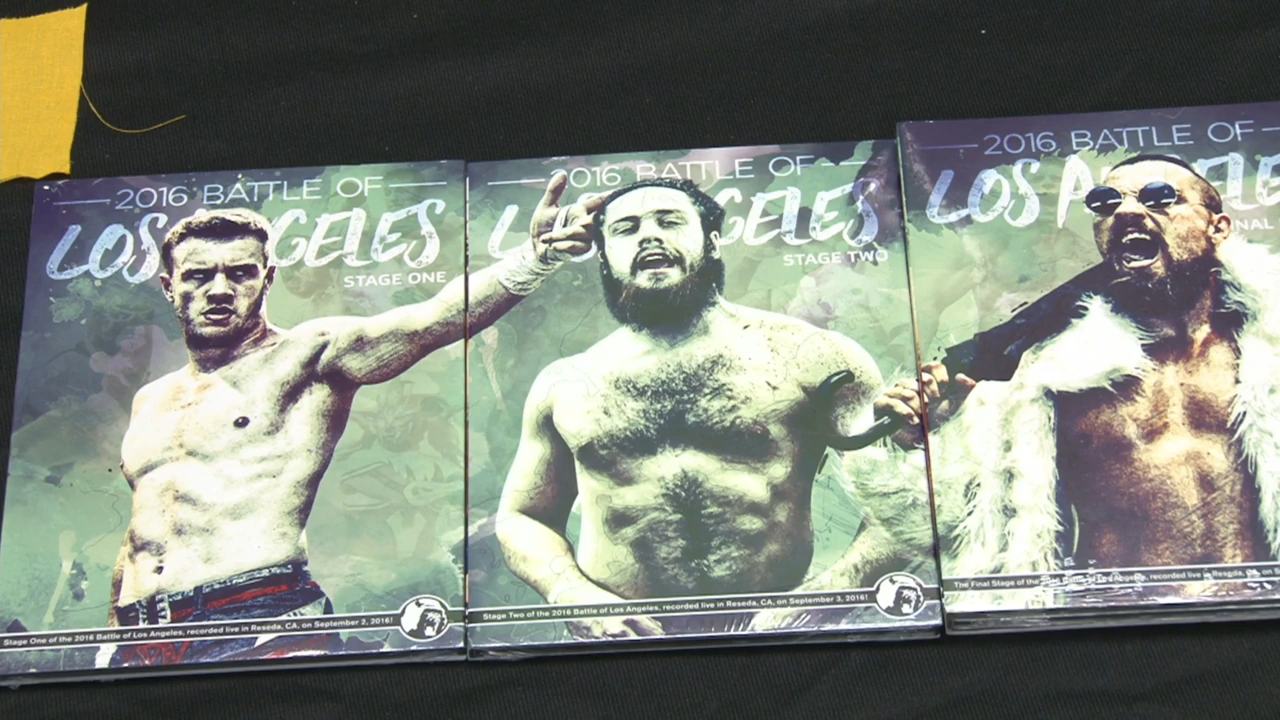 2016 BATTLE OF
LOS ANGELES
STAGE ONE
Stage One of the 2016 Battle of Los Angeles, recorded live in Reseda, CA, on September 2, 2016!
2016 BATTLE OF
LOS ANGELES
STAGE TWO
Stage Two of the 2016 Battle of Los Angeles, recorded live in Reseda, CA, on September 3, 2016!
2016 BATTLE OF
LOS ANGELE
INAL
The Final Stage of the 2016 Battle of Los Angeles, recorded live in Reseda, CA, on S